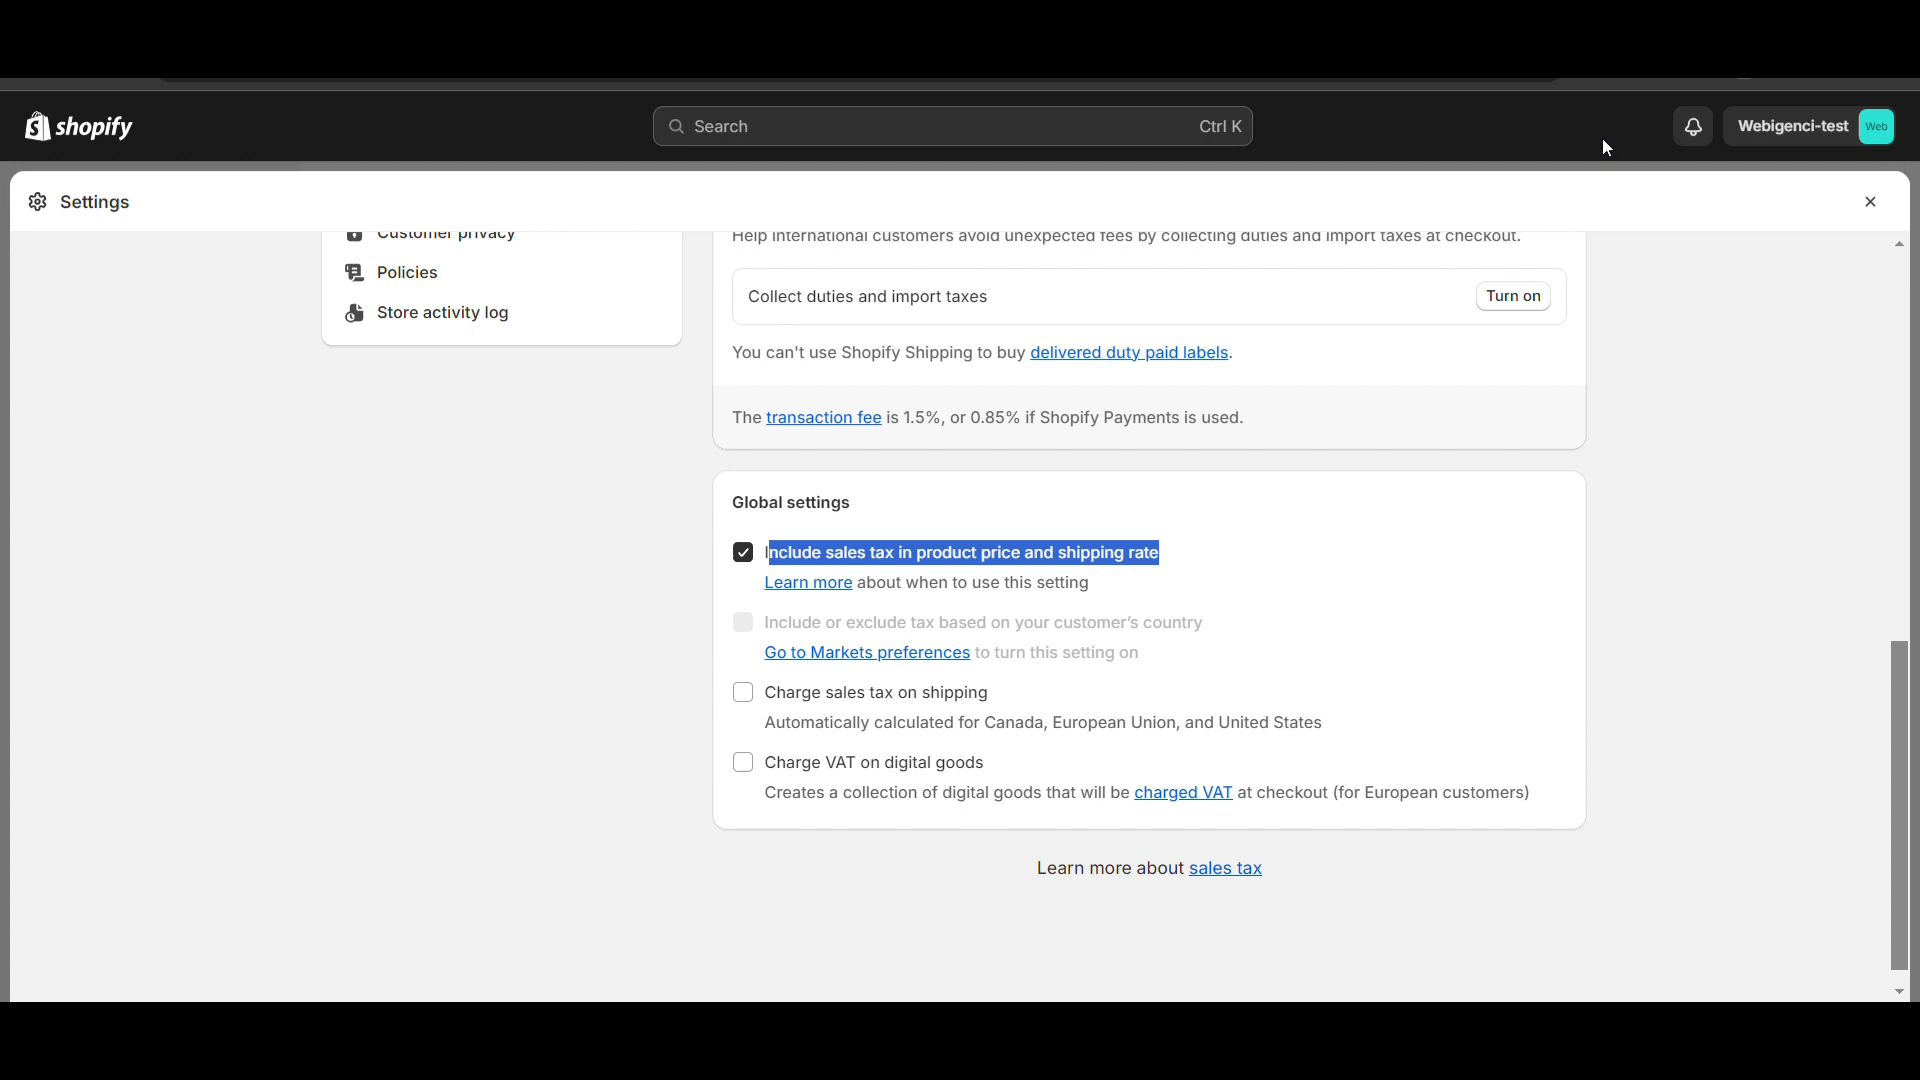 shopify
Search
Ctrl K
Webigenci-test
Web
Settings
Customer privacy
Policies
Store activity log
Help international customers avoid unexpected fees by collecting duties and import taxes at checkout.
Collect duties and import taxes
Turn on
You can't use Shopify Shipping to buy delivered duty paid labels.
The transaction fee is 1.5%, or 0.85% if Shopify Payments is used.
Global settings
Include sales tax in product price and shipping rate
Learn more about when to use this setting
Include or exclude tax based on your customer’s country
Go to Markets preferences to turn this setting on
Charge sales tax on shipping
Automatically calculated for Canada, European Union, and United States
Charge VAT on digital goods
Creates a collection of digital goods that will be charged VAT at checkout (for European customers)
Learn more about sales tax